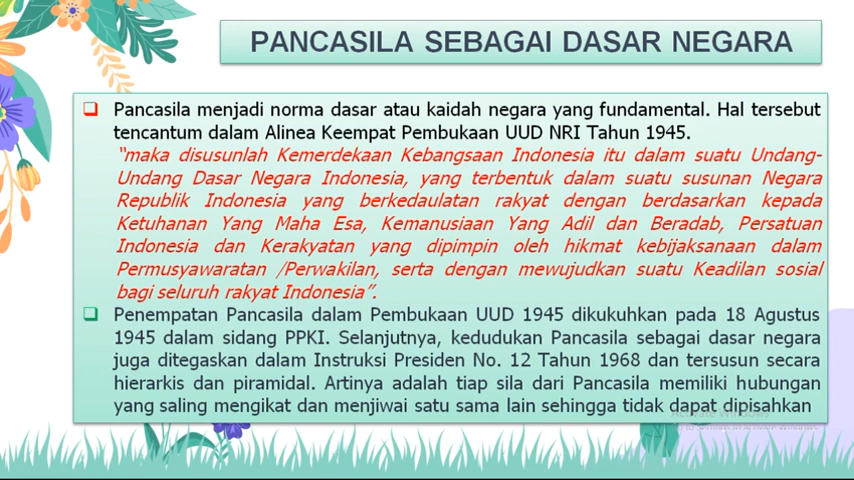 PANCASILA SEBAGAI DASAR NEGARA
Pancasila menjadi norma dasar atau kaidah negara yang fundamental. Hal tersebut
tencantum dalam Alinea Keempat Pembukaan UUD NRI Tahun 1945.
"maka disusunlah Kemerdekaan Kebangsaan Indonesia itu dalam suatu Undang-
Undang Dasar Negara Indonesia, yang terbentuk dalam suatu susunan Negara
Republik Indonesia yang berkedaulatan rakyat dengan berdasarkan kepada
Ketuhanan Yang Maha Esa, Kemanusiaan Yang Adil dan Beradab, Persatuan
Indonesia dan Kerakyatan yang dipimpin oleh hikmat kebijaksanaan dalam
Permusyawaratan /Perwakilan, serta dengan mewujudkan suatu Keadilan sosial
bagi seluruh rakyat Indonesia".
Penempatan Pancasila dalam Pembukaan UUD 1945 dikukuhkan pada 18 Agustus
1945 dalam sidang PPKI. Selanjutnya, kedudukan Pancasila sebagai dasar negara
juga ditegaskan dalam Instruksi Presiden No. 12 Tahun 1968 dan tersusun secara
hierarkis dan piramidal. Artinya adalah tiap sila dari Pancasila memiliki hubungan
yang saling mengikat dan menjiwai satu sama lain sehingga tidak dapat dipisahkan
Activate Windows